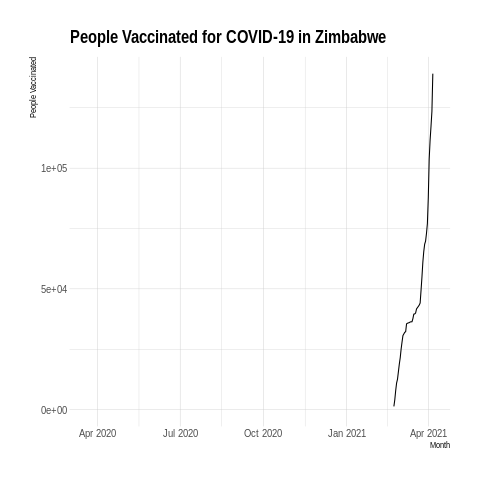 People Vaccinated for COVID-19 in Zimbabwe
People Vaccinated
1e+05
5e+04
0e+00
Apr 2020 Jul 2020 Oct 2020 Jan 2021 Apr 2021
Month